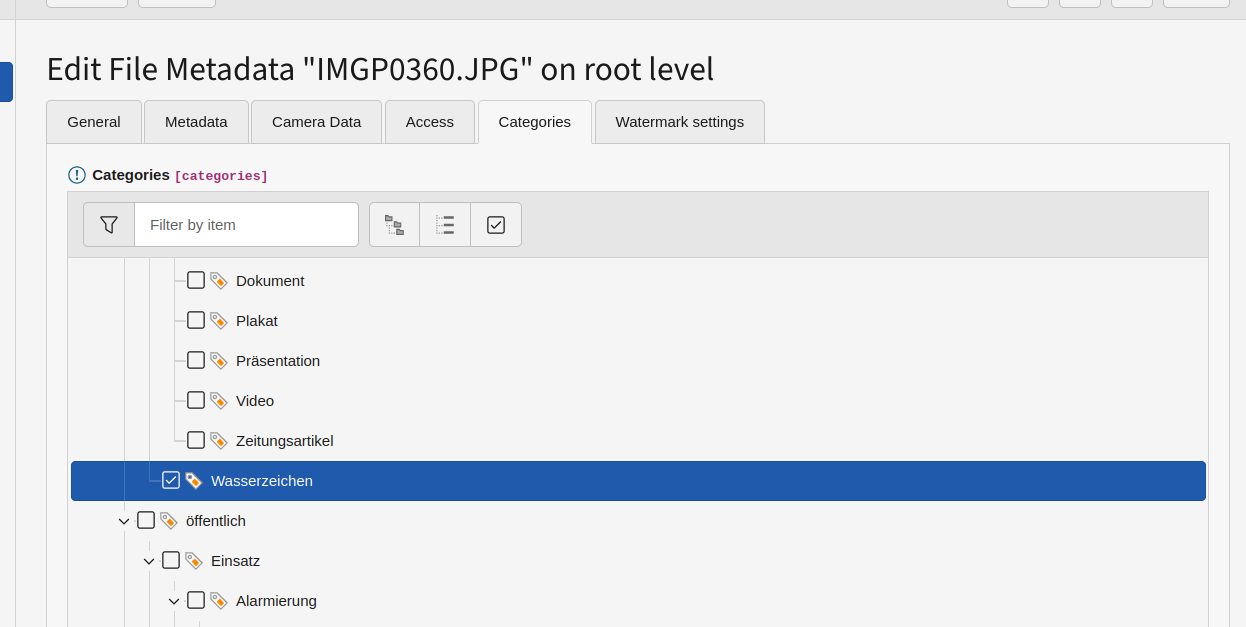 Edit File Metadata "IMGP0360.JPG" on root level
General Metadata Camera Data Access Categories Watermark settings
Categories [categories]
Filter by item
Dokument
Plakat
Präsentation
Video
Zeitungsartikel
Wasserzeichen
öffentlich
Einsatz
Alarmierung